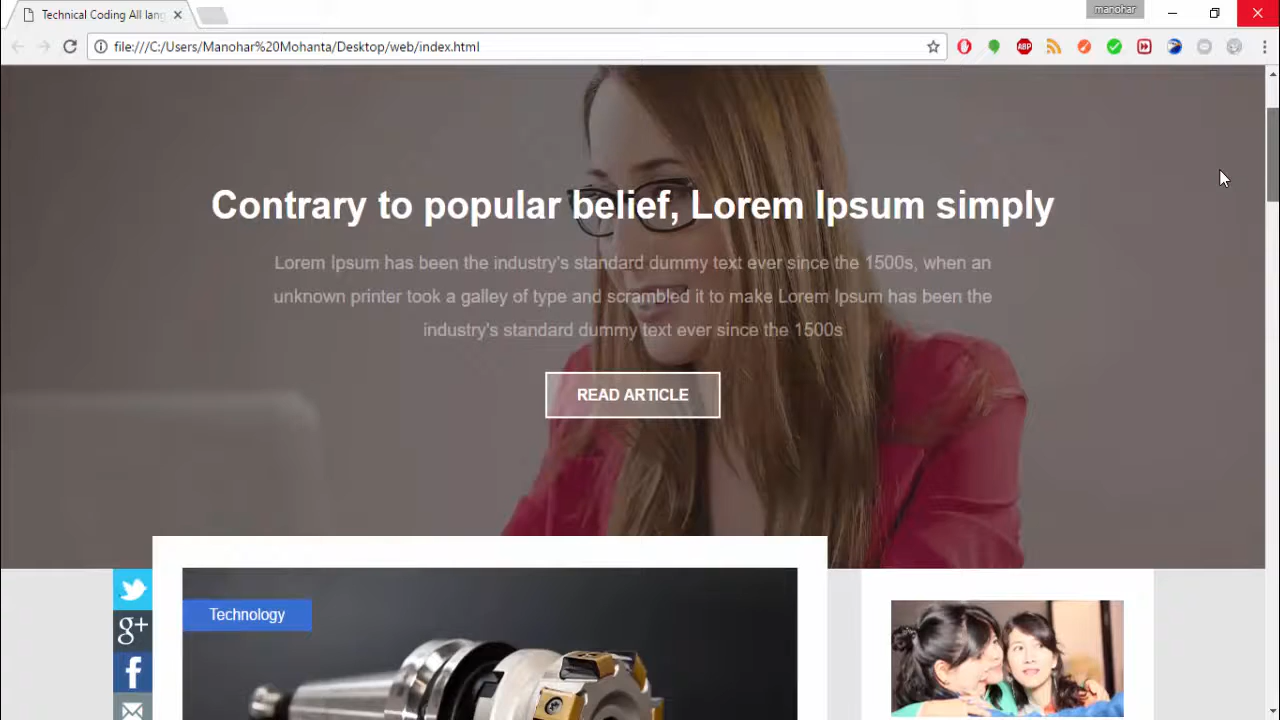 Technical Coding All lang
manohar
file:///C:/Users/Manohar%20Mohanta/Desktop/web/index.html
ABP
Contrary to popular belief, Lorem Ipsum simply
Lorem Ipsum has been the industry's standard dummy text ever since the 1500s, when an
unknown printer took a galley of type and scrambled it to make Lorem Ipsum has been the
industry's standard dummy text ever since the 1500s
READ ARTICLE
Technology
g+
f